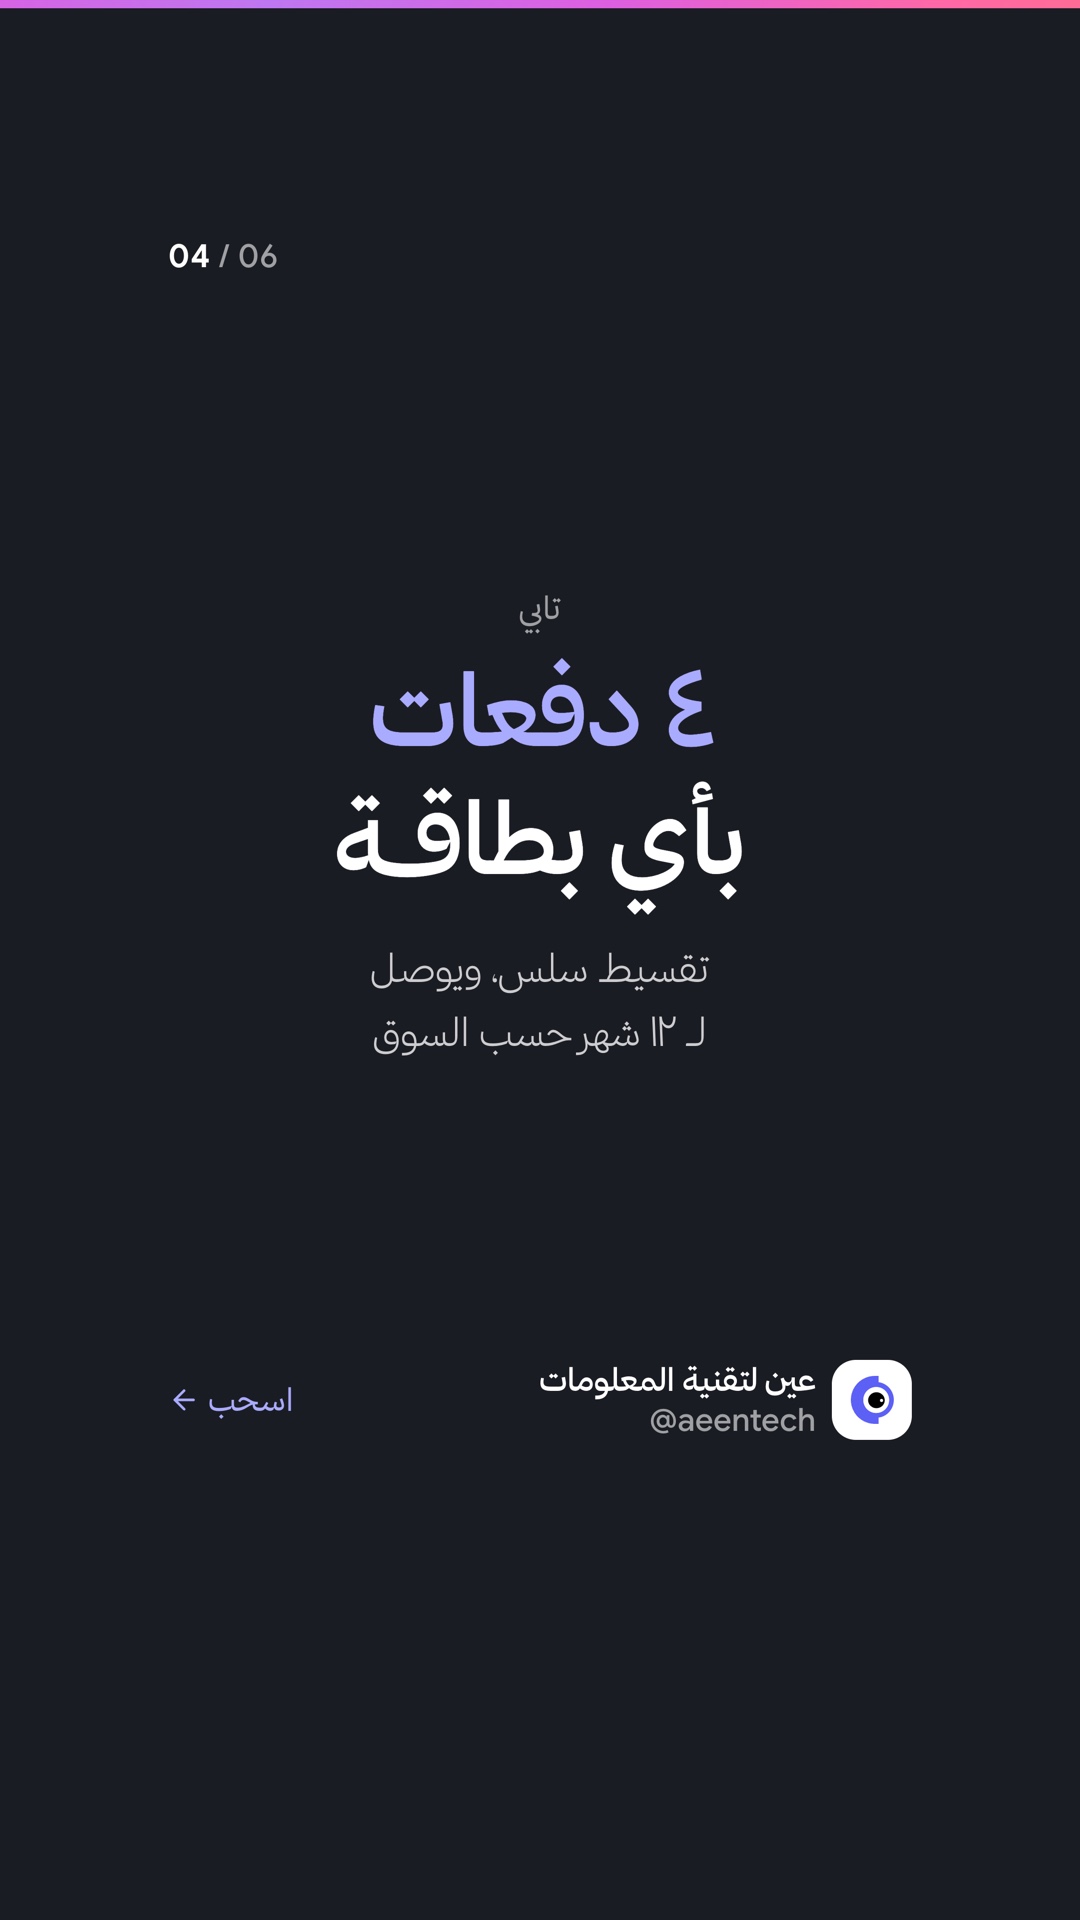 04 / 06
تابي
٤ دفعات
بأي بطاقة
تقسيط سلس، ويوصل
لـ ١٢ شهر حسب السوق
عين لتقنية المعلومات
@aeentech
اسحب ←